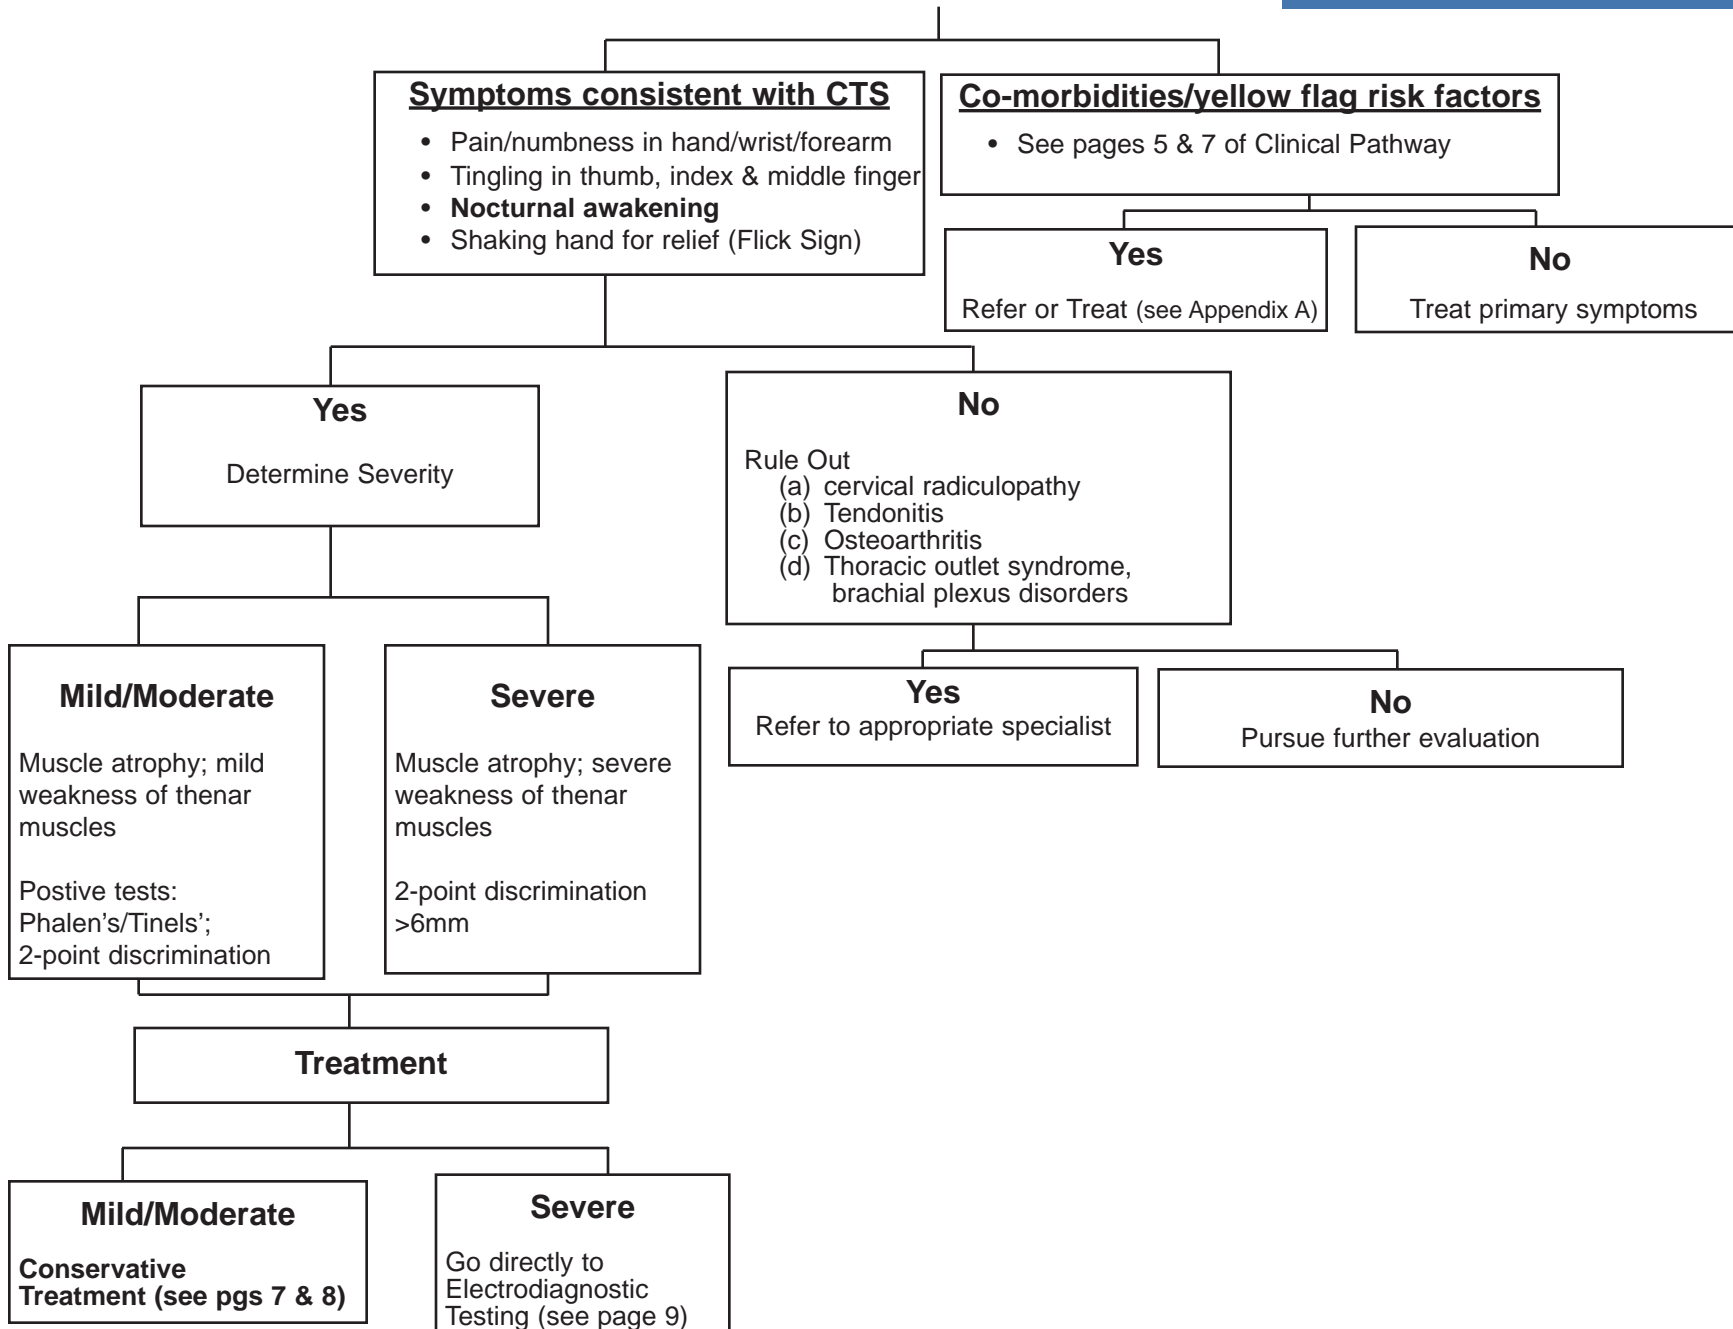 Symptoms consistent with CTS
• Pain/numbness in hand/wrist/forearm
• Tingling in thumb, index & middle finger
• Nocturnal awakening
• Shaking hand for relief (Flick Sign)
Co-morbidities/yellow flag risk factors
• See pages 5 & 7 of Clinical Pathway
Yes
Refer or Treat (see Appendix A)
No
Treat primary symptoms
Yes
Determine Severity
No
Rule Out
(a) cervical radiculopathy
(b) Tendonitis
(c) Osteoarthritis
(d) Thoracic outlet syndrome,
brachial plexus disorders
Mild/Moderate
Muscle atrophy; mild
weakness of thenar
muscles
Postive tests:
Phalen's/Tinels';
2-point discrimination
Severe
Muscle atrophy; severe
weakness of thenar
muscles
2-point discrimination
>6mm
Yes
Refer to appropriate specialist
No
Pursue further evaluation
Treatment
Mild/Moderate
Conservative
Treatment (see pgs 7 & 8)
Severe
Go directly to
Electrodiagnostic
Testing (see page 9)